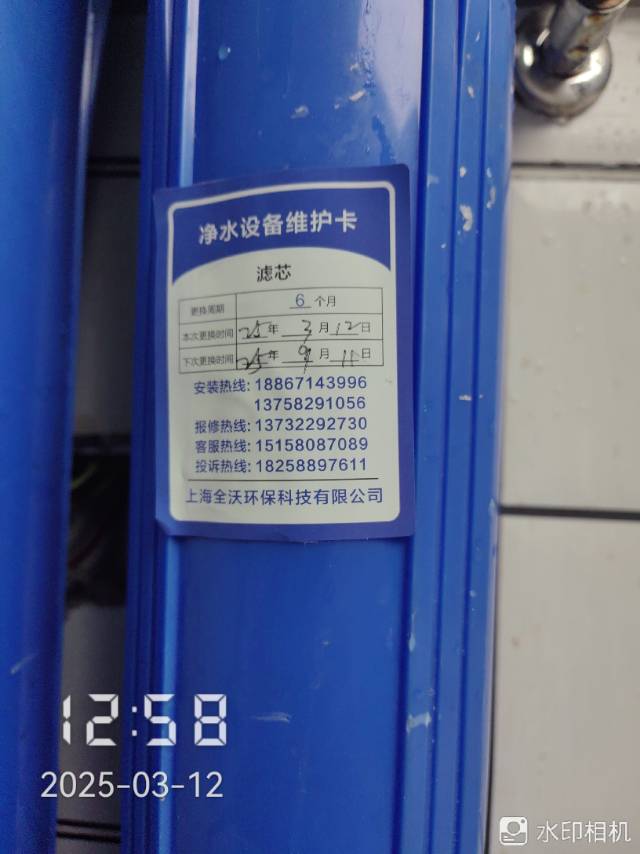 净水设备维护卡
滤芯
更换周期 6 个月
本次更换时间 25 年 3 月 12 日
下次更换时间 25 年 9 月 11 日
安装热线: 18867143996
13758291056
报修热线: 13732292730
客服热线: 15158087089
投诉热线: 18258897611
上海全沃环保科技有限公司
12:58
2025-03-12
水印相机